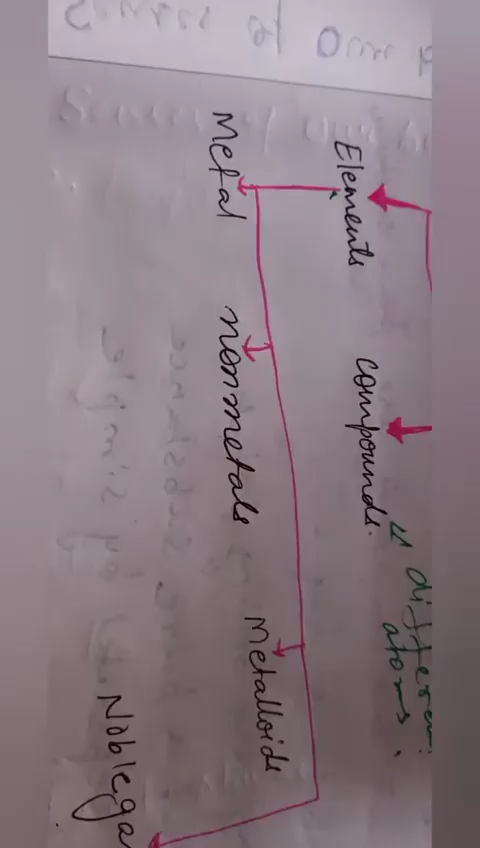 Elements compounds.
↳ different
atoms.
Metal nonmetals Metalloids
Noblega